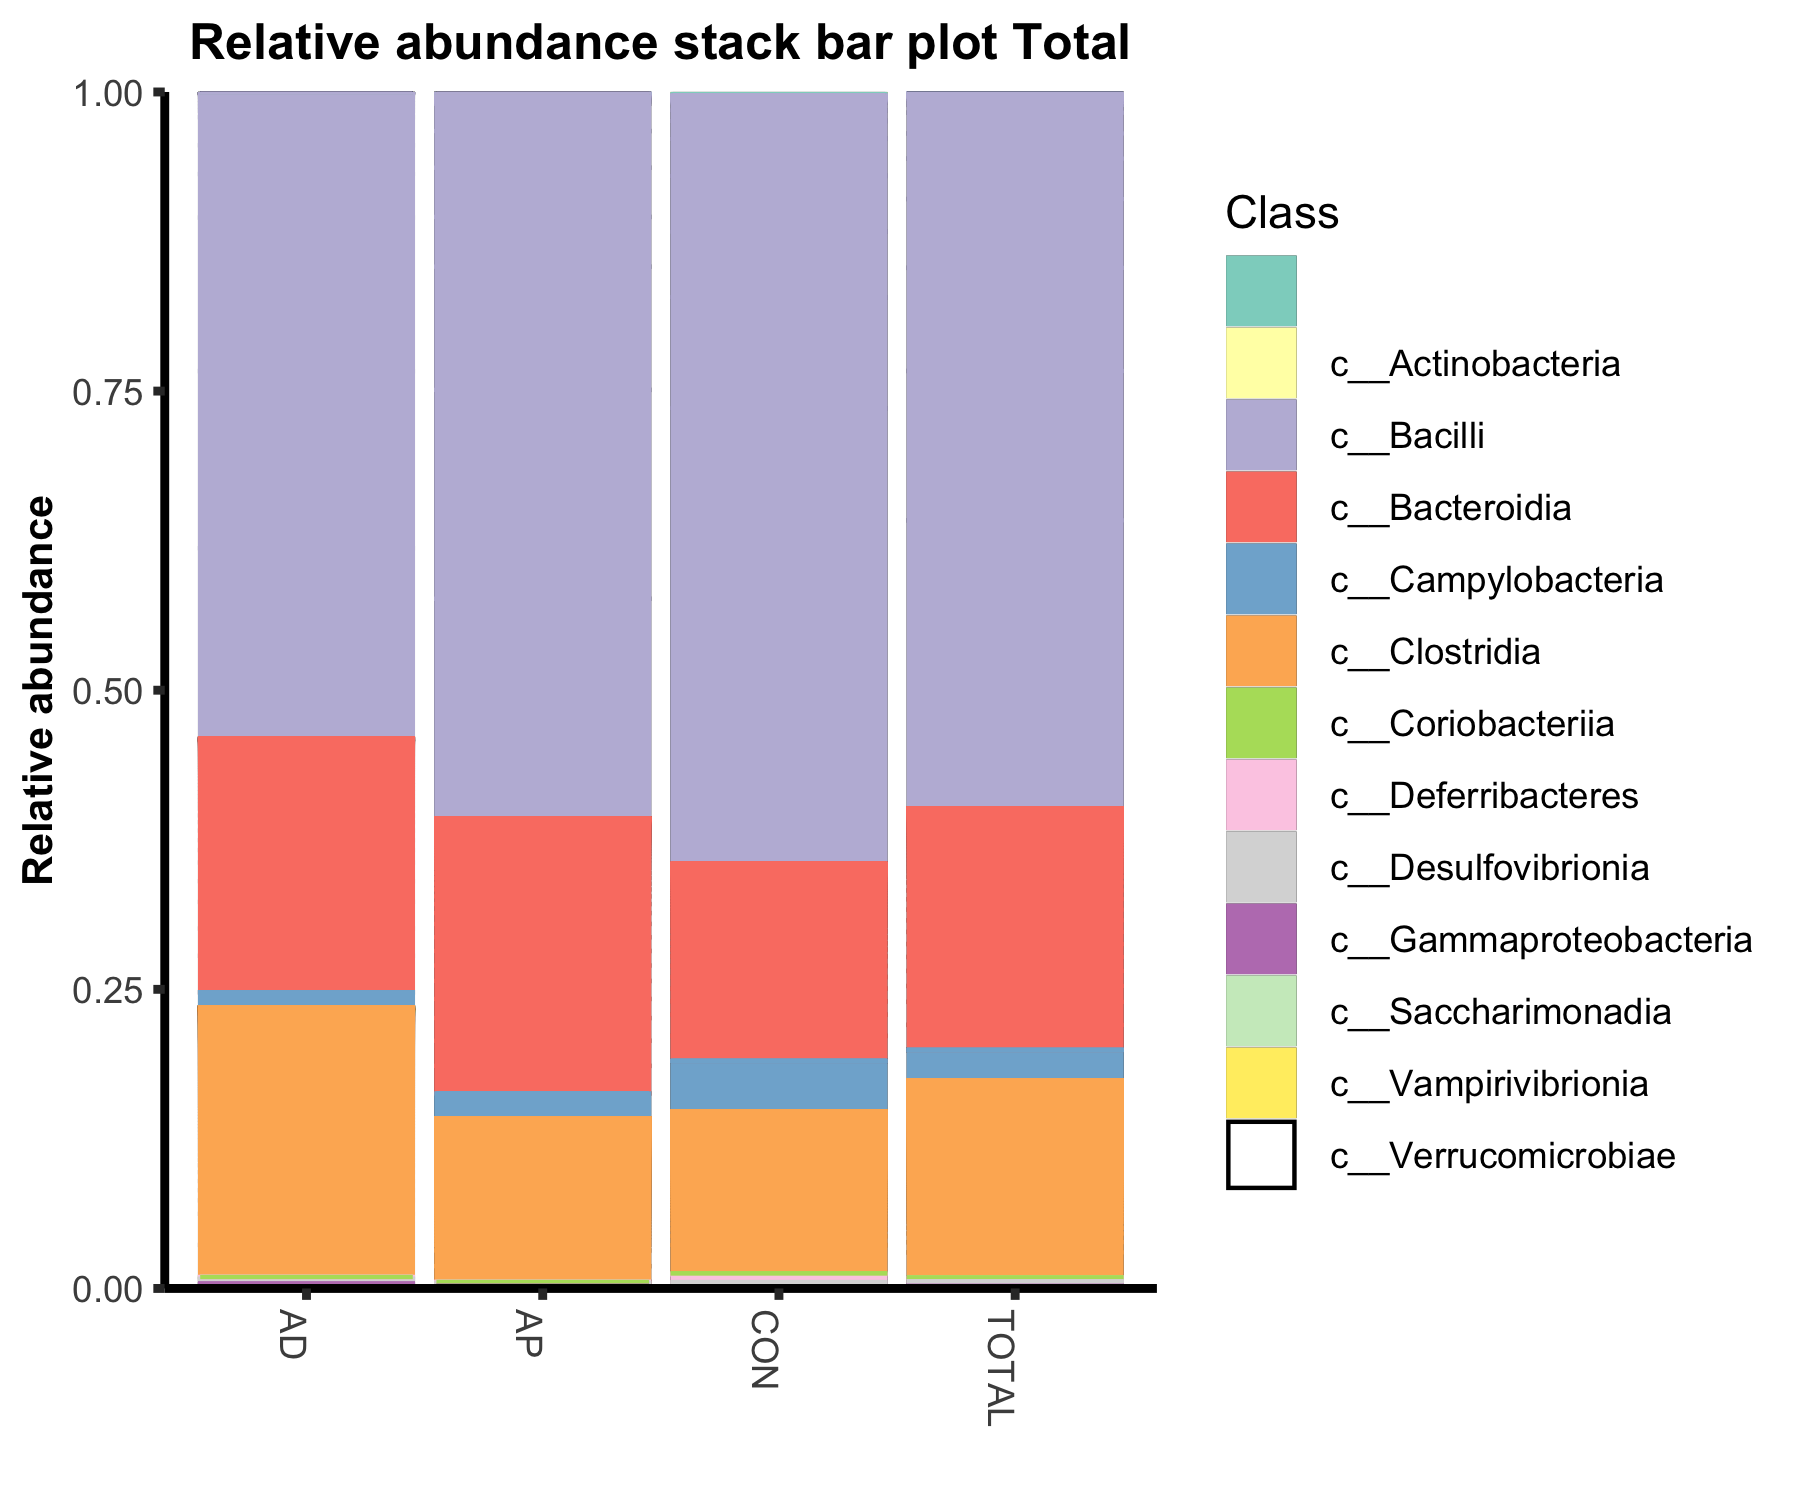 Relative abundance stack bar plot Total
Relative abundance
1.00
0.75
0.50
0.25
0.00
AD
AP
CON
TOTAL
Class
c__Actinobacteria
c__Bacilli
c__Bacteroidia
c__Campylobacteria
c__Clostridia
c__Coriobacteriia
c__Deferribacteres
c__Desulfovibrionia
c__Gammaproteobacteria
c__Saccharimonadia
c__Vampirivibrionia
c__Verrucomicrobiae